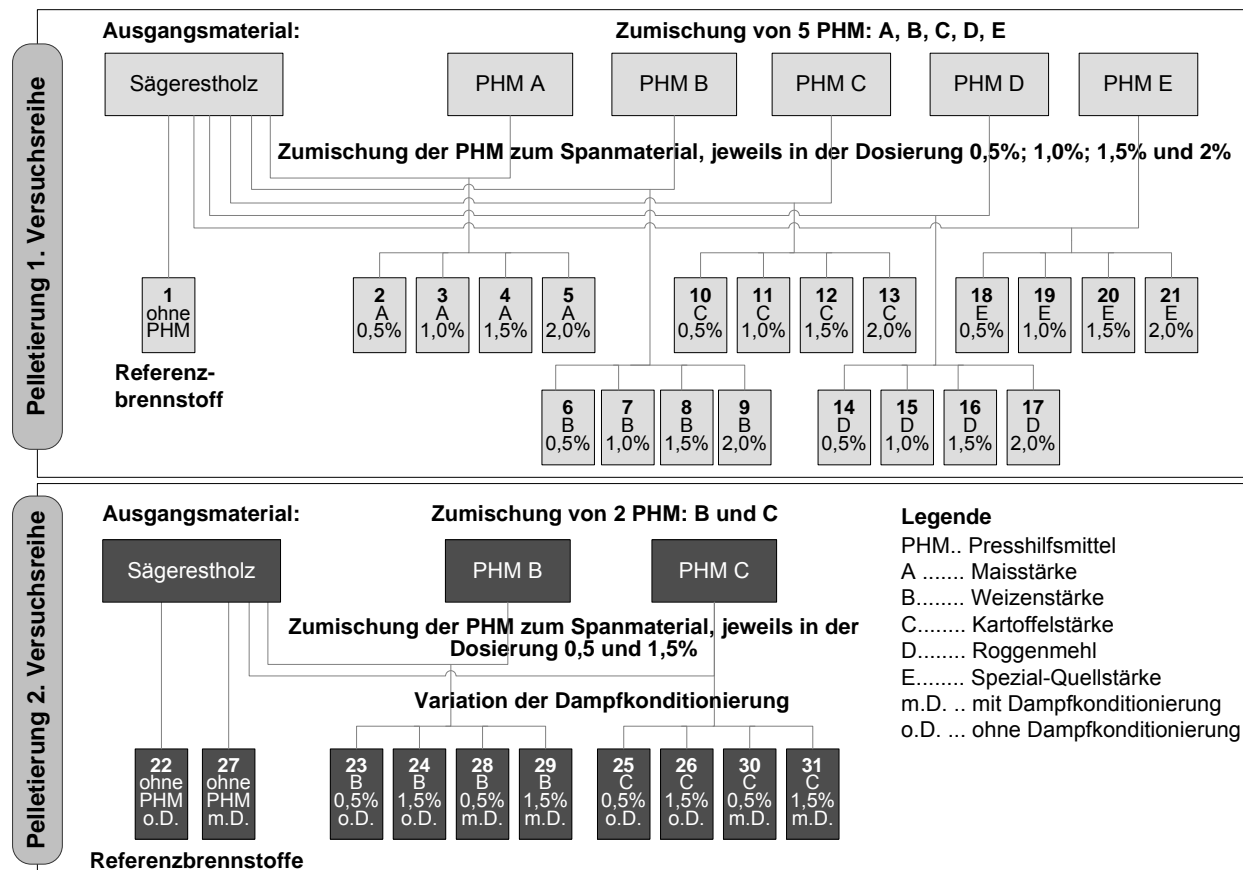 Pelletierung 1. Versuchsreihe
Ausgangsmaterial:
Zumischung von 5 PHM: A, B, C, D, E
Sägerestholz
PHM A
PHM B
PHM C
PHM D
PHM E
Zumischung der PHM zum Spanmaterial, jeweils in der Dosierung 0,5%; 1,0%; 1,5% und 2%
1
ohne
PHM
Referenz-
brennstoff
2
A
0,5%
3
A
1,0%
4
A
1,5%
5
A
2,0%
10
C
0,5%
11
C
1,0%
12
C
1,5%
13
C
2,0%
18
E
0,5%
19
E
1,0%
20
E
1,5%
21
E
2,0%
6
B
0,5%
7
B
1,0%
8
B
1,5%
9
B
2,0%
14
D
0,5%
15
D
1,0%
16
D
1,5%
17
D
2,0%
Pelletierung 2. Versuchsreihe
Ausgangsmaterial:
Zumischung von 2 PHM: B und C
Sägerestholz
PHM B
PHM C
Zumischung der PHM zum Spanmaterial, jeweils in der
Dosierung 0,5 und 1,5%
Variation der Dampfkonditionierung
22
ohne
PHM
o.D.
27
ohne
PHM
m.D.
Referenzbrennstoffe
23
B
0,5%
o.D.
24
B
1,5%
o.D.
28
B
0,5%
m.D.
29
B
1,5%
m.D.
25
C
0,5%
o.D.
26
C
1,5%
o.D.
30
C
0,5%
m.D.
31
C
1,5%
m.D.
Legende
PHM.. Presshilfsmittel
A ....... Maisstärke
B........ Weizenstärke
C........ Kartoffelstärke
D........ Roggenmehl
E........ Spezial-Quellstärke
m.D. .. mit Dampfkonditionierung
o.D. ... ohne Dampfkonditionierung